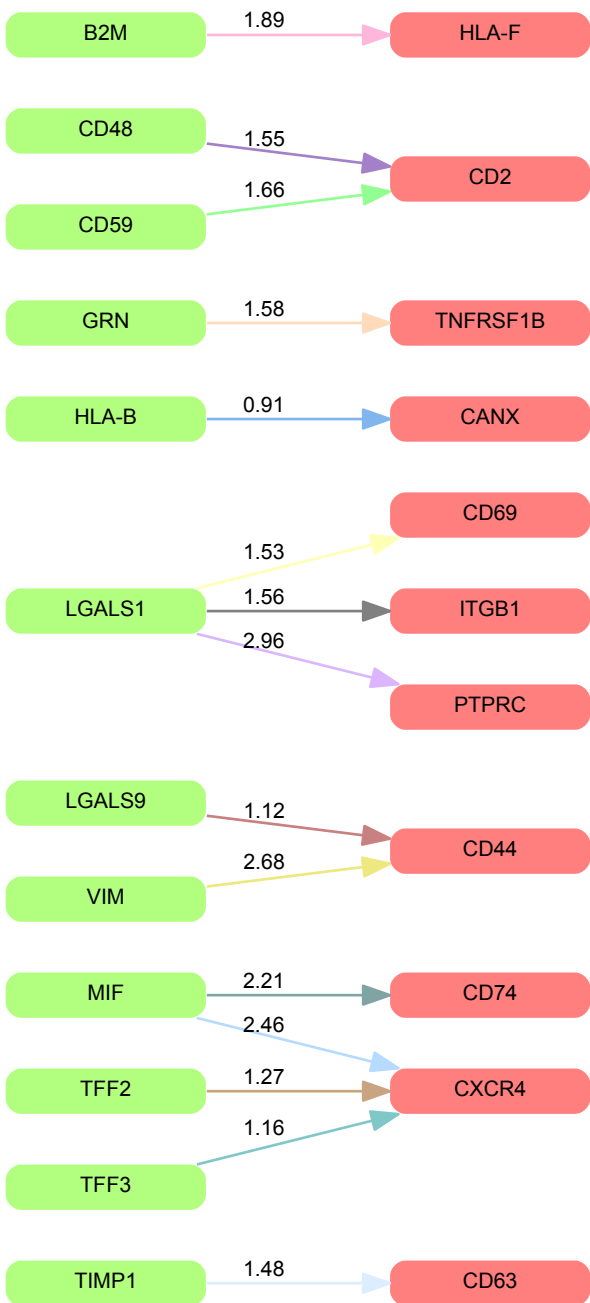 B2M 1.89 HLA-F
CD48 1.55
CD2
CD59 1.66
GRN 1.58 TNFRSF1B
HLA-B 0.91 CANX
CD69
1.53
LGALS1 1.56 ITGB1
2.96
PTPRC
LGALS9 1.12
CD44
VIM 2.68
MIF 2.21 CD74
2.46
TFF2 1.27 CXCR4
1.16
TFF3
TIMP1 1.48 CD63